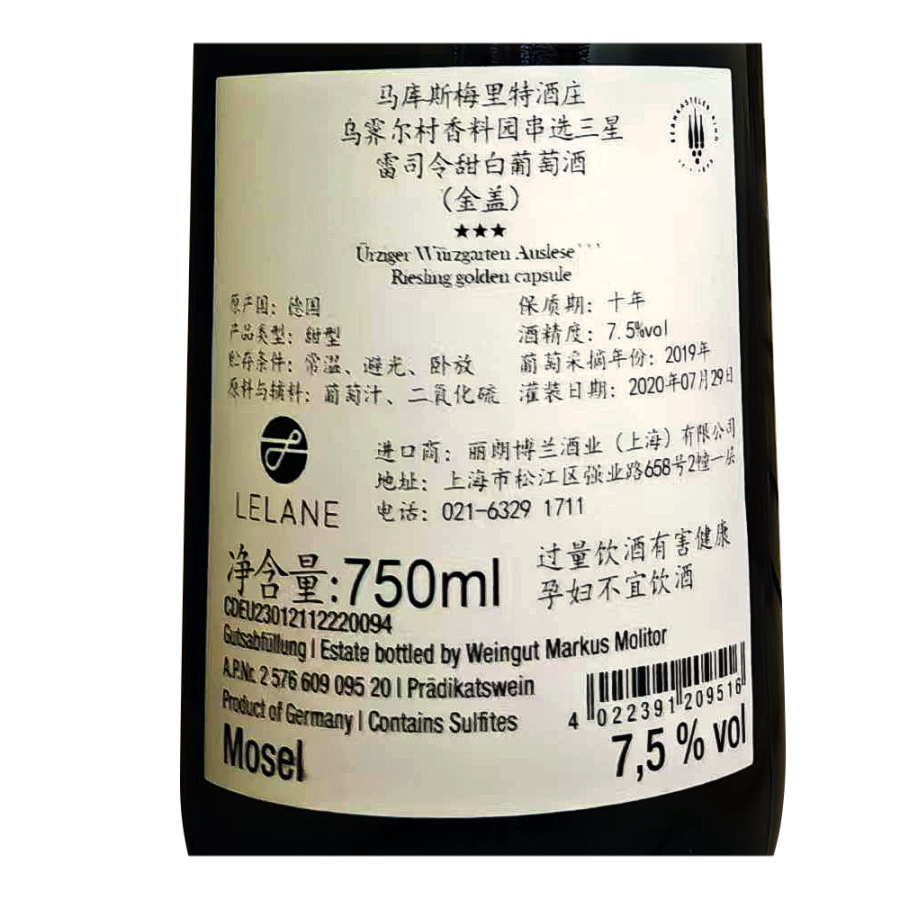 马库斯梅里特酒庄
乌霁尔村香料园串选三星
雷司令甜白葡萄酒
（金盖）
★★★
Ürziger Würzgarten Auslese***
Riesling golden capsule
原产国：德国
产品类型：甜型
贮存条件：常温、避光、卧放
原料与辅料：葡萄汁、二氧化硫
保质期：十年
酒精度：7.5%vol
葡萄采摘年份：2019年
灌装日期：2020年07月29日
LELANE
进口商：丽朗博兰酒业（上海）有限公司
地址：上海市松江区强业路658号2幢一层
电话：021-6329 1711
净含量:750ml
过量饮酒有害健康
孕妇不宜饮酒
CDEU23012112220094
Gutsabfüllung | Estate bottled by Weingut Markus Molitor
A.P.Nr. 2 576 609 095 20 | Prädikatswein
Product of Germany | Contains Sulfites
4 022391 209516
Mosel
7,5 % vol